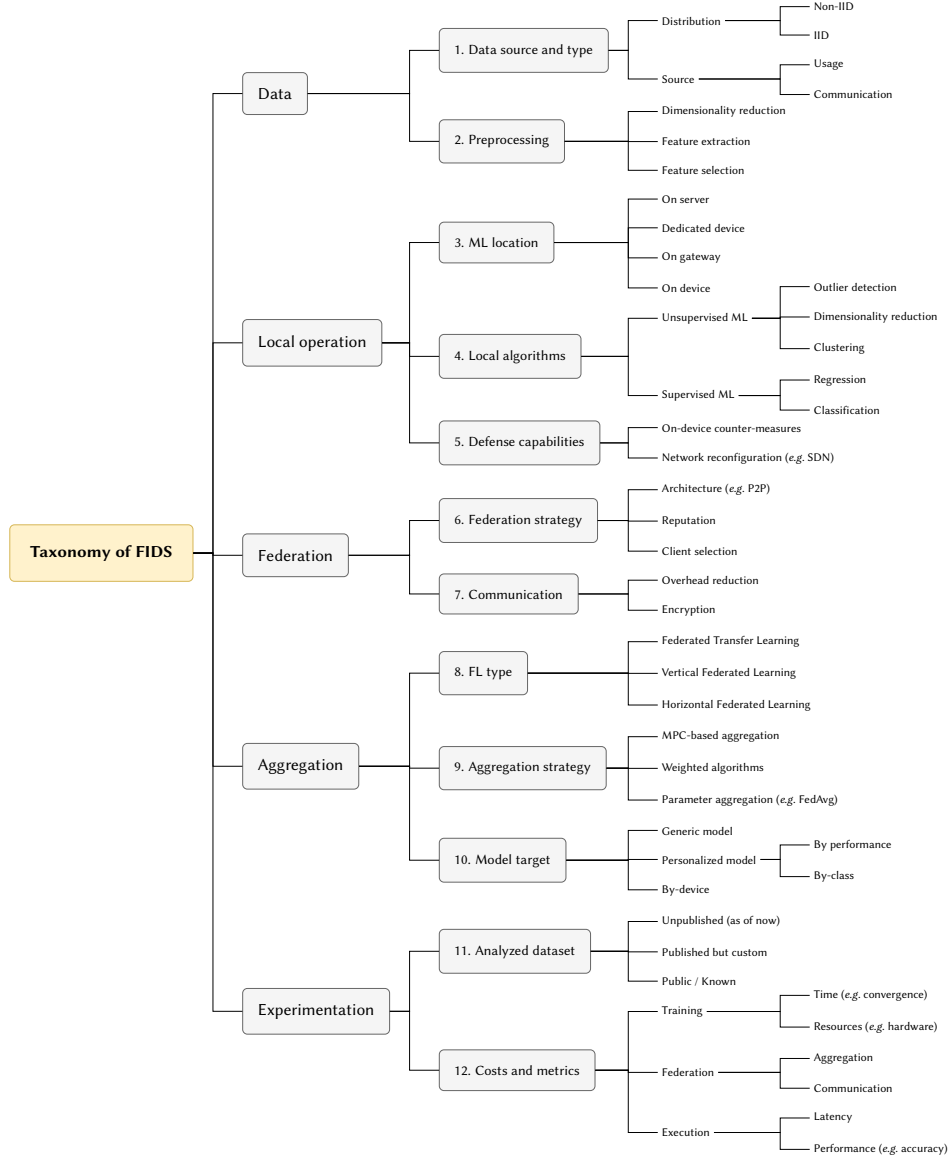 Taxonomy of FIDS
Data
1. Data source and type
Distribution
Non-IID
IID
Source
Usage
Communication
2. Preprocessing
Dimensionality reduction
Feature extraction
Feature selection
Local operation
3. ML location
On server
Dedicated device
On gateway
On device
4. Local algorithms
Unsupervised ML
Outlier detection
Dimensionality reduction
Clustering
Supervised ML
Regression
Classification
5. Defense capabilities
On-device counter-measures
Network reconfiguration (e.g. SDN)
Federation
6. Federation strategy
Architecture (e.g. P2P)
Reputation
Client selection
7. Communication
Overhead reduction
Encryption
Aggregation
8. FL type
Federated Transfer Learning
Vertical Federated Learning
Horizontal Federated Learning
9. Aggregation strategy
MPC-based aggregation
Weighted algorithms
Parameter aggregation (e.g. FedAvg)
10. Model target
Generic model
Personalized model
By performance
By-class
By-device
Experimentation
11. Analyzed dataset
Unpublished (as of now)
Published but custom
Public / Known
12. Costs and metrics
Training
Time (e.g. convergence)
Resources (e.g. hardware)
Federation
Aggregation
Communication
Execution
Latency
Performance (e.g. accuracy)